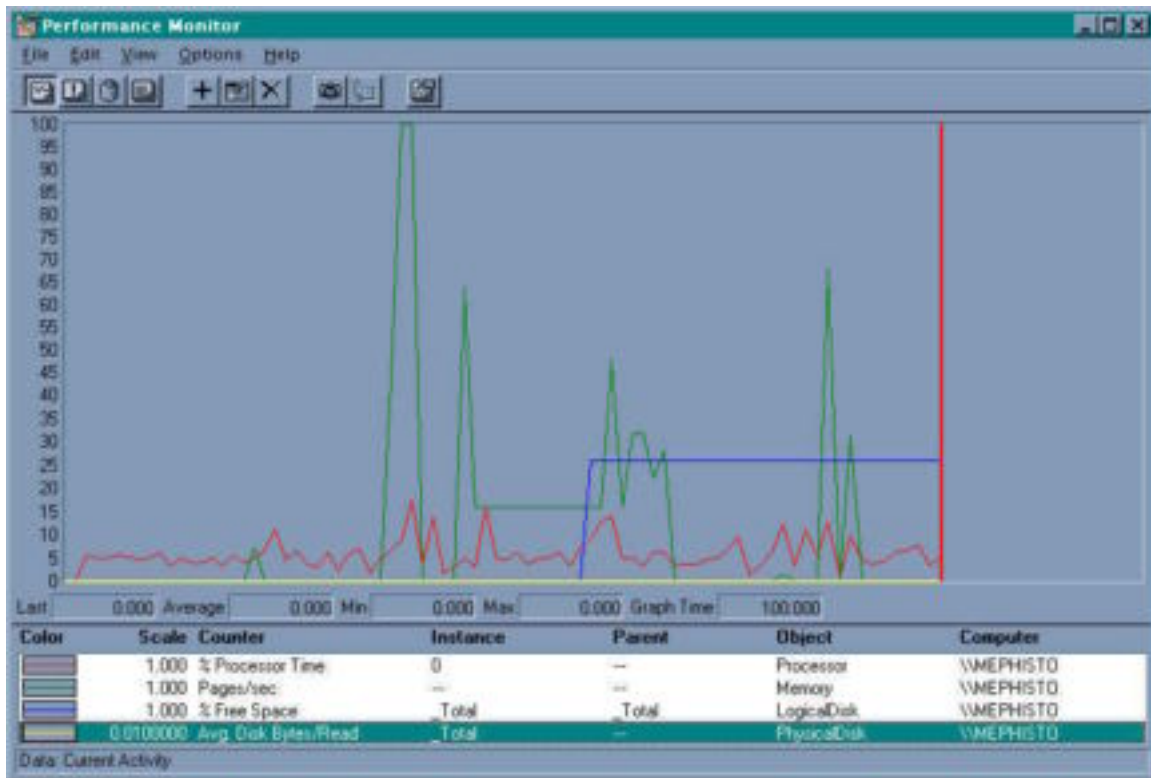 Performance Monitor
File Edit View Options Help
100
95
90
85
80
75
70
65
60
55
50
45
40
35
30
25
20
15
10
5
0
Last 0.000 Average 0.000 Min 0.000 Max 0.000 Graph Time 100.000
Color Scale Counter Instance Parent Object Computer
1.000 % Processor Time 0 -- Processor \\MEPHISTO
1.000 Pages/sec -- -- Memory \\MEPHISTO
1.000 % Free Space _Total _Total LogicalDisk \\MEPHISTO
0.0100000 Avg. Disk Bytes/Read _Total -- PhysicalDisk \\MEPHISTO
Data: Current Activity